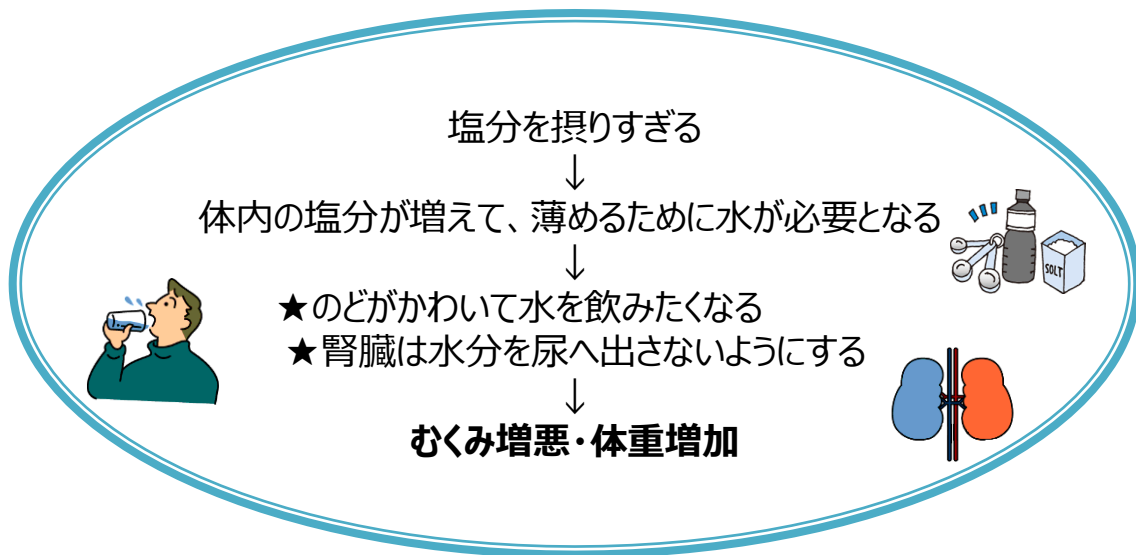 塩分を摂りすぎる
↓
体内の塩分が増えて、薄めるために水が必要となる
↓
★のどがかわいて水を飲みたくなる
★腎臓は水分を尿へ出さないようにする
↓
むくみ増悪・体重増加
SOLT